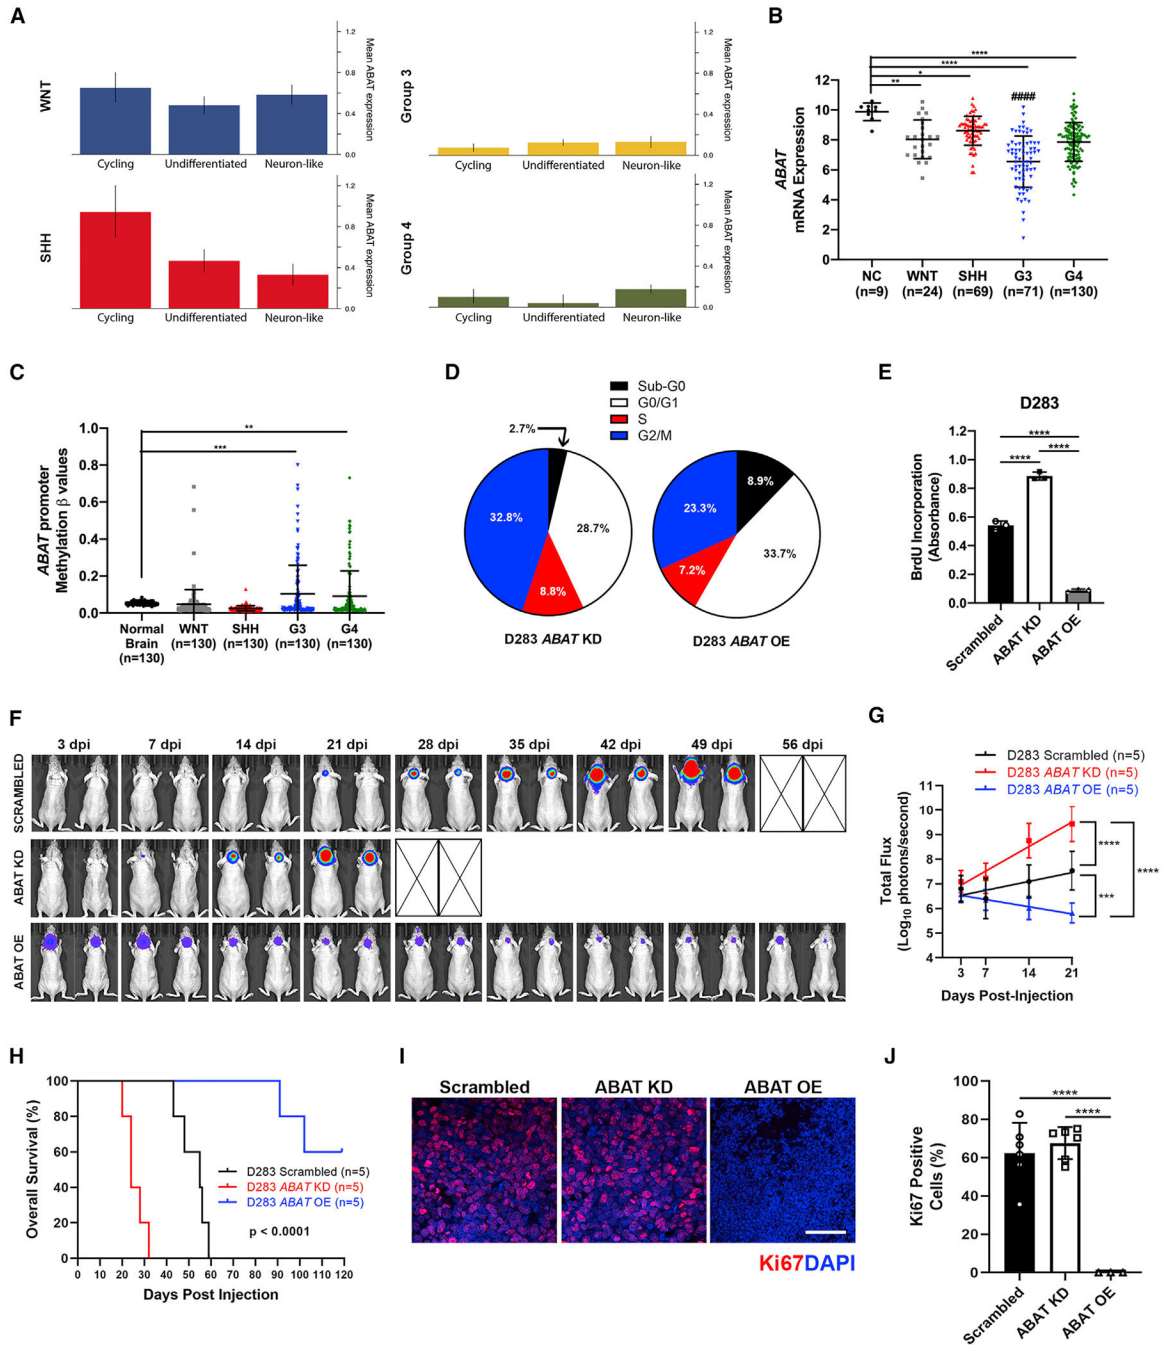 A
WNT
1.2
0.8
0.4
0.0
Mean ABAT expression
Cycling
Undifferentiated
Neuron-like
SHH
1.2
0.8
0.4
0.0
Mean ABAT expression
Cycling
Undifferentiated
Neuron-like
Group 3
1.2
0.8
0.4
0.0
Mean ABAT expression
Cycling
Undifferentiated
Neuron-like
Group 4
1.2
0.8
0.4
0.0
Mean ABAT expression
Cycling
Undifferentiated
Neuron-like
B
ABAT
mRNA Expression
12
10
8
6
4
2
0
****
****
*
**
####
NC WNT SHH G3 G4
(n=9) (n=24) (n=69) (n=71) (n=130)
C
ABAT promoter
Methylation β values
1.0
0.8
0.6
0.4
0.2
0.0
**
***
Normal WNT SHH G3 G4
Brain (n=130) (n=130) (n=130) (n=130)
(n=130)
D
Sub-G0
G0/G1
S
G2/M
2.7%
32.8%
28.7%
8.8%
D283 ABAT KD
8.9%
23.3%
33.7%
7.2%
D283 ABAT OE
E
D283
BrdU Incorporation
(Absorbance)
1.2
1.0
0.8
0.6
0.4
0.2
0.0
****
**** ****
Scrambled
ABAT KD
ABAT OE
F
3 dpi 7 dpi 14 dpi 21 dpi 28 dpi 35 dpi 42 dpi 49 dpi 56 dpi
SCRAMBLED
ABAT KD
ABAT OE
G
D283 Scrambled (n=5)
D283 ABAT KD (n=5)
D283 ABAT OE (n=5)
Total Flux
(Log10 photons/second)
11
10
9
8
7
6
5
4
****
***
****
3 7 14 21
Days Post-Injection
H
Overall Survival (%)
100
80
60
40
20
0
D283 Scrambled (n=5)
D283 ABAT KD (n=5)
D283 ABAT OE (n=5)
p < 0.0001
0 10 20 30 40 50 60 70 80 90 100 110 120
Days Post Injection
I
Scrambled ABAT KD ABAT OE
Ki67DAPI
J
Ki67 Positive
Cells (%)
100
80
60
40
20
0
****
****
Scrambled
ABAT KD
ABAT OE